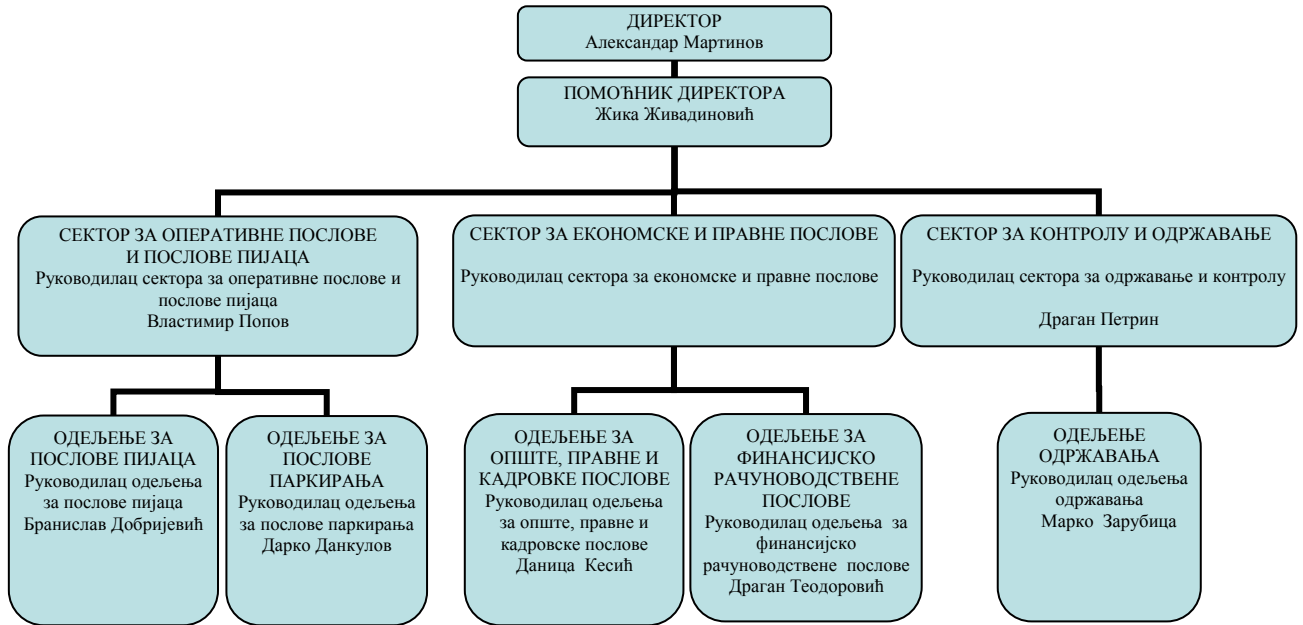 ДИРЕКТОР
Александар Мартинов
ПОМОЋНИК ДИРЕКТОРА
Жика Живадиновић
СЕКТОР ЗА ОПЕРАТИВНЕ ПОСЛОВЕ
И ПОСЛОВЕ ПИЈАЦА
Руководилац сектора за оперативне послове и
послове пијаца
Властимир Попов
СЕКТОР ЗА ЕКОНОМСКЕ И ПРАВНЕ ПОСЛОВЕ
Руководилац сектора за економске и правне послове
СЕКТОР ЗА КОНТРОЛУ И ОДРЖАВАЊЕ
Руководилац сектора за одржавање и контролу
Драган Петрин
ОДЕЉЕЊЕ ЗА
ПОСЛОВЕ ПИЈАЦА
Руководилац одељења
за послове пијаца
Бранислав Добријевић
ОДЕЉЕЊЕ ЗА
ПОСЛОВЕ
ПАРКИРАЊА
Руководилац одељења
за послове паркирања
Дарко Данкулов
ОДЕЉЕЊЕ ЗА
ОПШТЕ, ПРАВНЕ И
КАДРОВКЕ ПОСЛОВЕ
Руководилац одељења
за опште, правне и
кадровске послове
Даница Кесић
ОДЕЉЕЊЕ ЗА
ФИНАНСИЈСКО
РАЧУНОВОДСТВЕНЕ
ПОСЛОВЕ
Руководилац одељења за
финансијско
рачуноводствене послове
Драган Теодоровић
ОДЕЉЕЊЕ
ОДРЖАВАЊА
Руководилац одељења
одржавања
Марко Зарубица